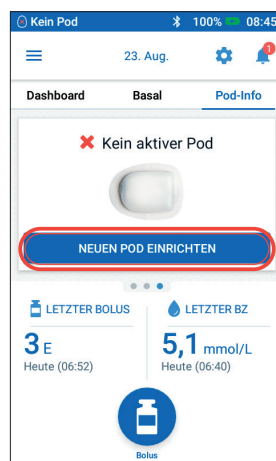 Kein Pod 100% 08:45
23. Aug. 1
Dashboard Basal Pod-Info
Kein aktiver Pod
NEUEN POD EINRICHTEN
LETZTER BOLUS LETZTER BZ
3 E 5,1 mmol/L
Heute (06:52) Heute (06:40)
Bolus